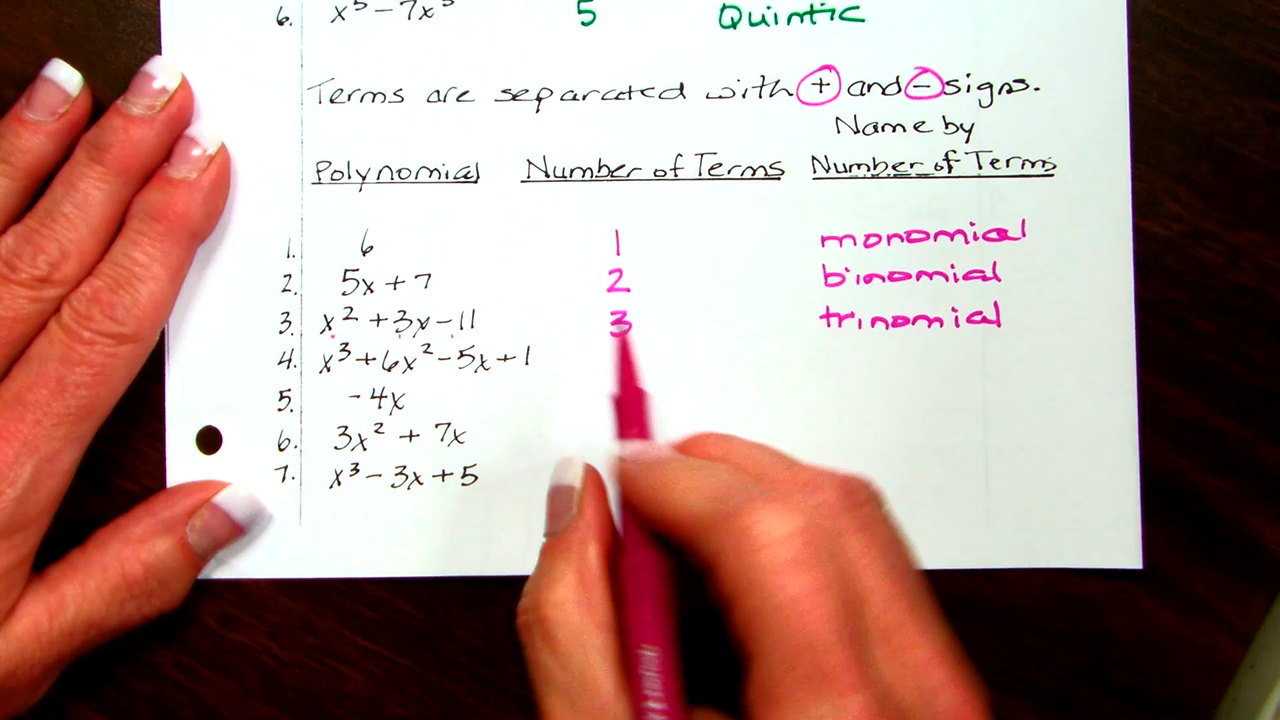 6. x⁵ - 7x³ 5 Quintic
Terms are separated with + and - signs.
Name by
Polynomial Number of Terms Number of Terms
1. 6 1 monomial
2. 5x + 7 2 binomial
3. x² + 3x - 11 3 trinomial
4. x³ + 6x² - 5x + 1
5. - 4x
6. 3x² + 7x
7. x³ - 3x + 5